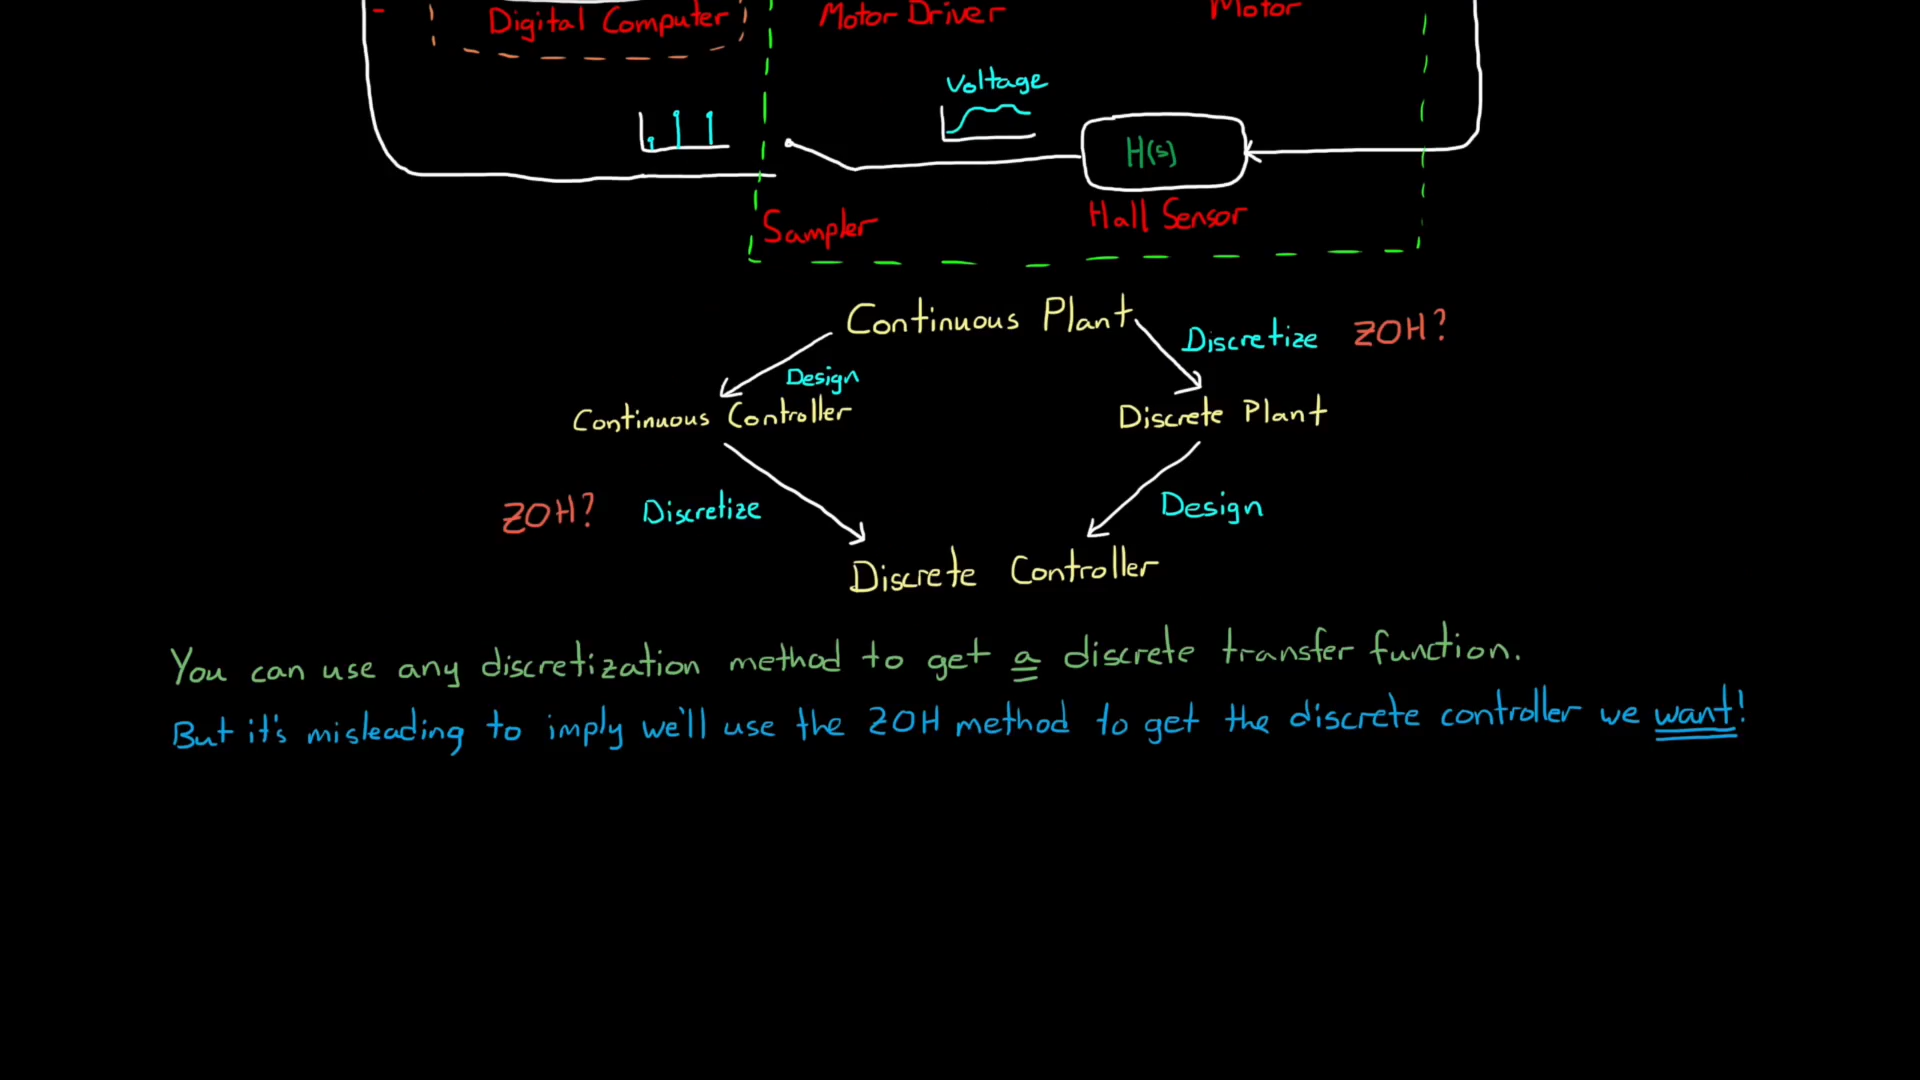 - Digital Computer Motor Driver Motor
Voltage
H(s)
Sampler Hall Sensor
Continuous Plant
Discretize ZOH?
Design
Continuous Controller Discrete Plant
ZOH? Discretize Design
Discrete Controller
You can use any discretization method to get a discrete transfer function.
But it's misleading to imply we'll use the ZOH method to get the discrete controller we want!